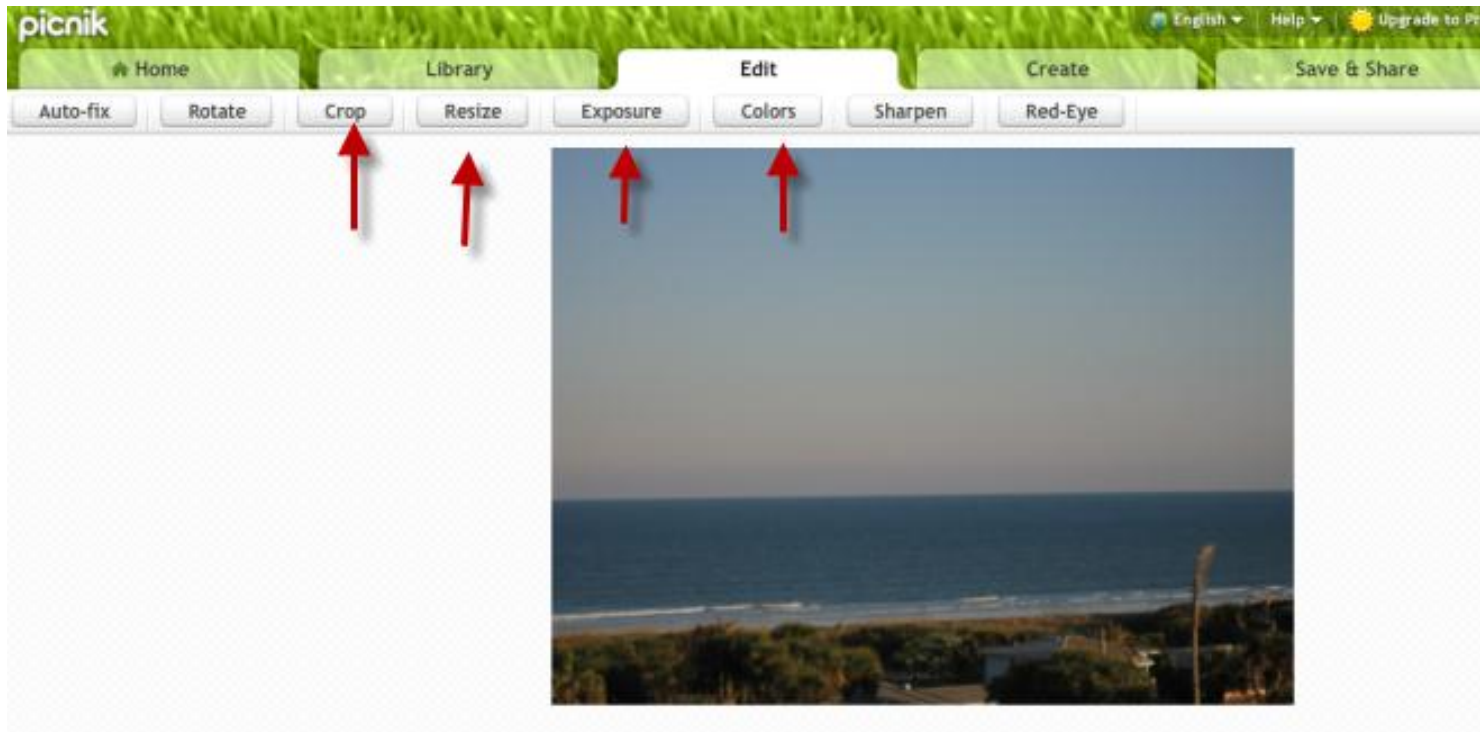 picnik English Help Upgrade to
Home Library Edit Create Save & Share
Auto-fix Rotate Crop Resize Exposure Colors Sharpen Red-Eye